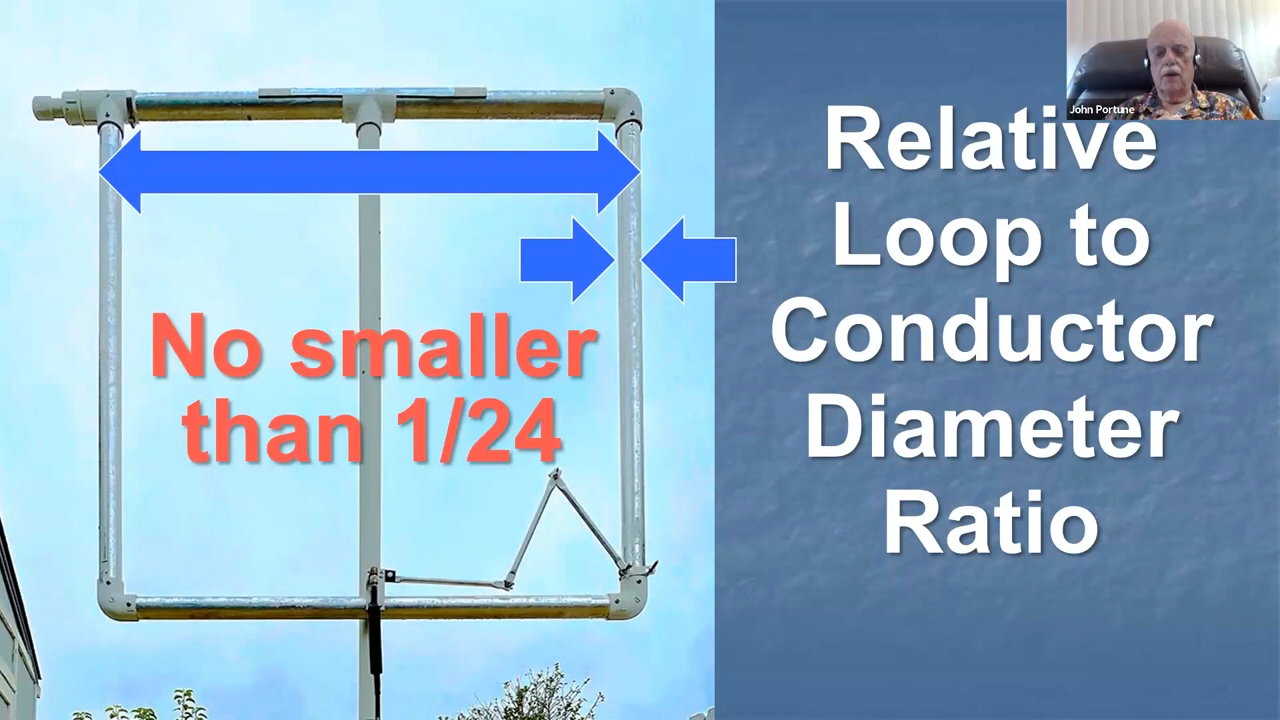 John Portune
Relative
Loop to
Conductor
Diameter
Ratio
No smaller
than 1/24